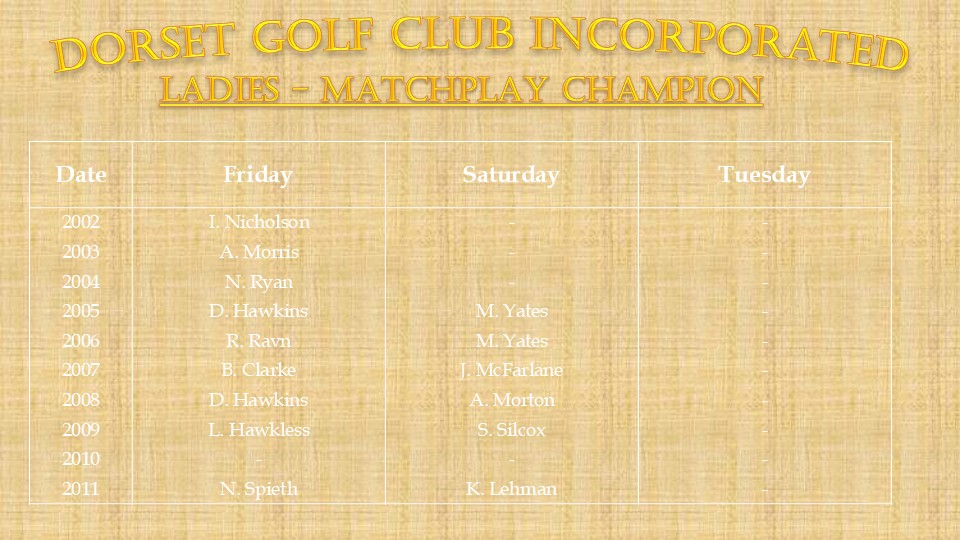 DORSET GOLF CLUB INCORPORATED
LADIES - MATCHPLAY CHAMPION
Date Friday Saturday Tuesday
2002 I. Nicholson -
2003 A. Morris - -
2004 N. Ryan - -
2005 D. Hawkins M. Yates -
2006 R. Ravn M. Yates -
2007 B. Clarke J. McFarlane -
2008 D. Hawkins A. Morton -
2009 L. Hawkless S. Silcox -
2010 - - -
2011 N. Spieth K. Lehman -